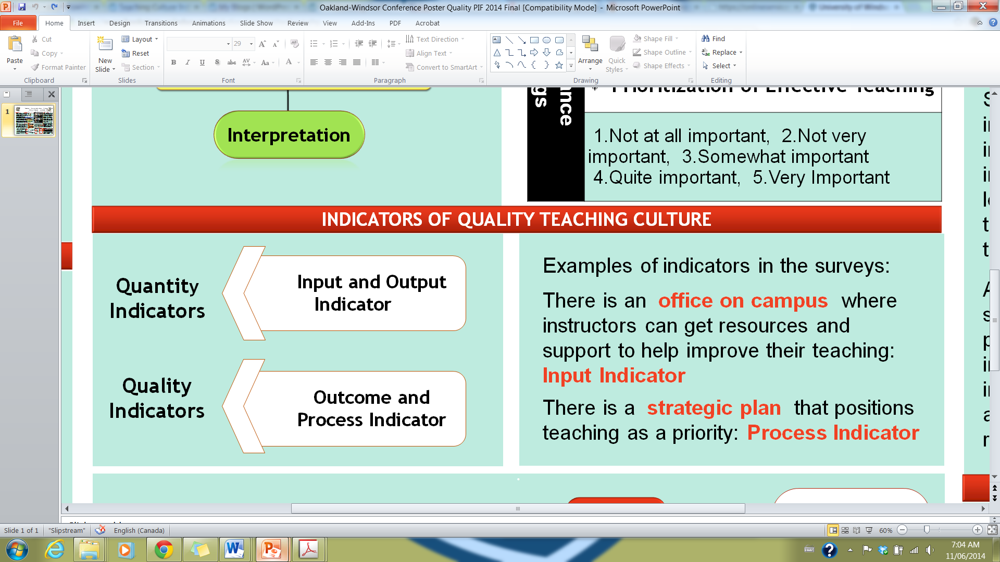 Oakland-Windsor Conference Poster Quality PIF 2014 Final [Compatibility Mode] - Microsoft PowerPoint
File Home Insert Design Transitions Animations Slide Show Review View Add-Ins PDF Acrobat
Paste
Cut
Copy
Format Painter
Clipboard
New
Slide
Layout
Reset
Section
Slides
29
B I U S abc AV Aa A
Font
Text Direction
Align Text
Convert to SmartArt
Paragraph
Arrange
Quick
Styles
Shape Fill
Shape Outline
Shape Effects
Drawing
Find
Replace
Select
Editing
1
Interpretation
Prioritization of Effective Teaching
1.Not at all important, 2.Not very
important, 3.Somewhat important
4.Quite important, 5.Very Important
INDICATORS OF QUALITY TEACHING CULTURE
Quantity
Indicators
Input and Output
Indicator
Quality
Indicators
Outcome and
Process Indicator
Examples of indicators in the surveys:
There is an office on campus where
instructors can get resources and
support to help improve their teaching:
Input Indicator
There is a strategic plan that positions
teaching as a priority: Process Indicator
Slide 1 of 1 "Slipstream" English (Canada) 60%
7:04 AM
11/06/2014